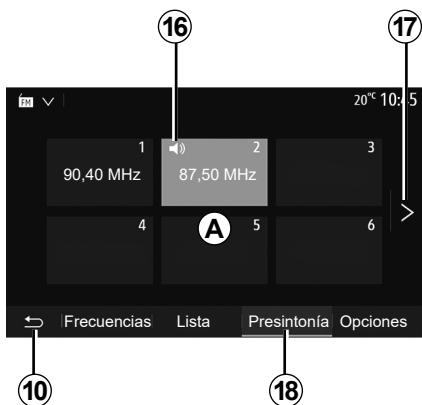 16 17
FM 20°C 10:45
1 2 3
90,40 MHz 87,50 MHz
4 A 5 6
Frecuencias Lista Presintonía Opciones
10 18